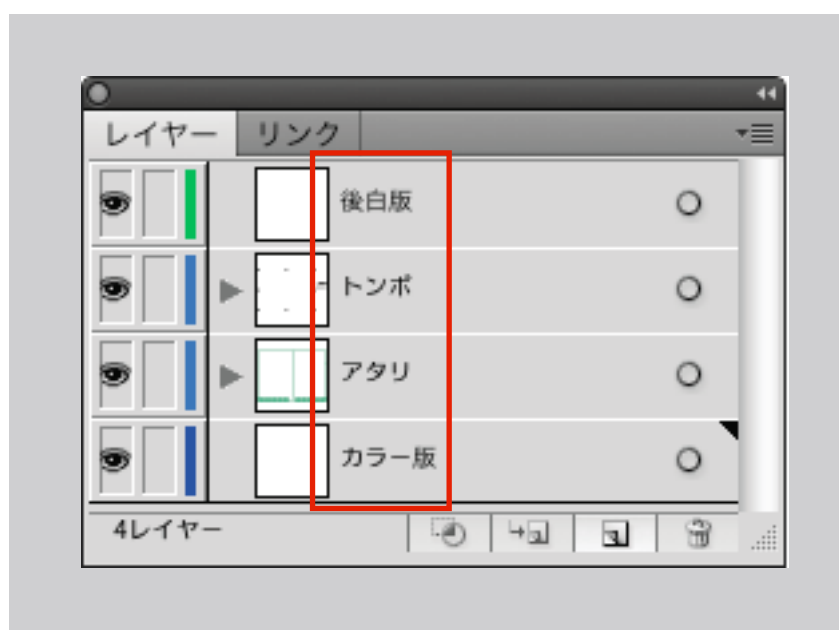 レイヤー リンク
後白版
トンボ
アタリ
カラー版
4レイヤー